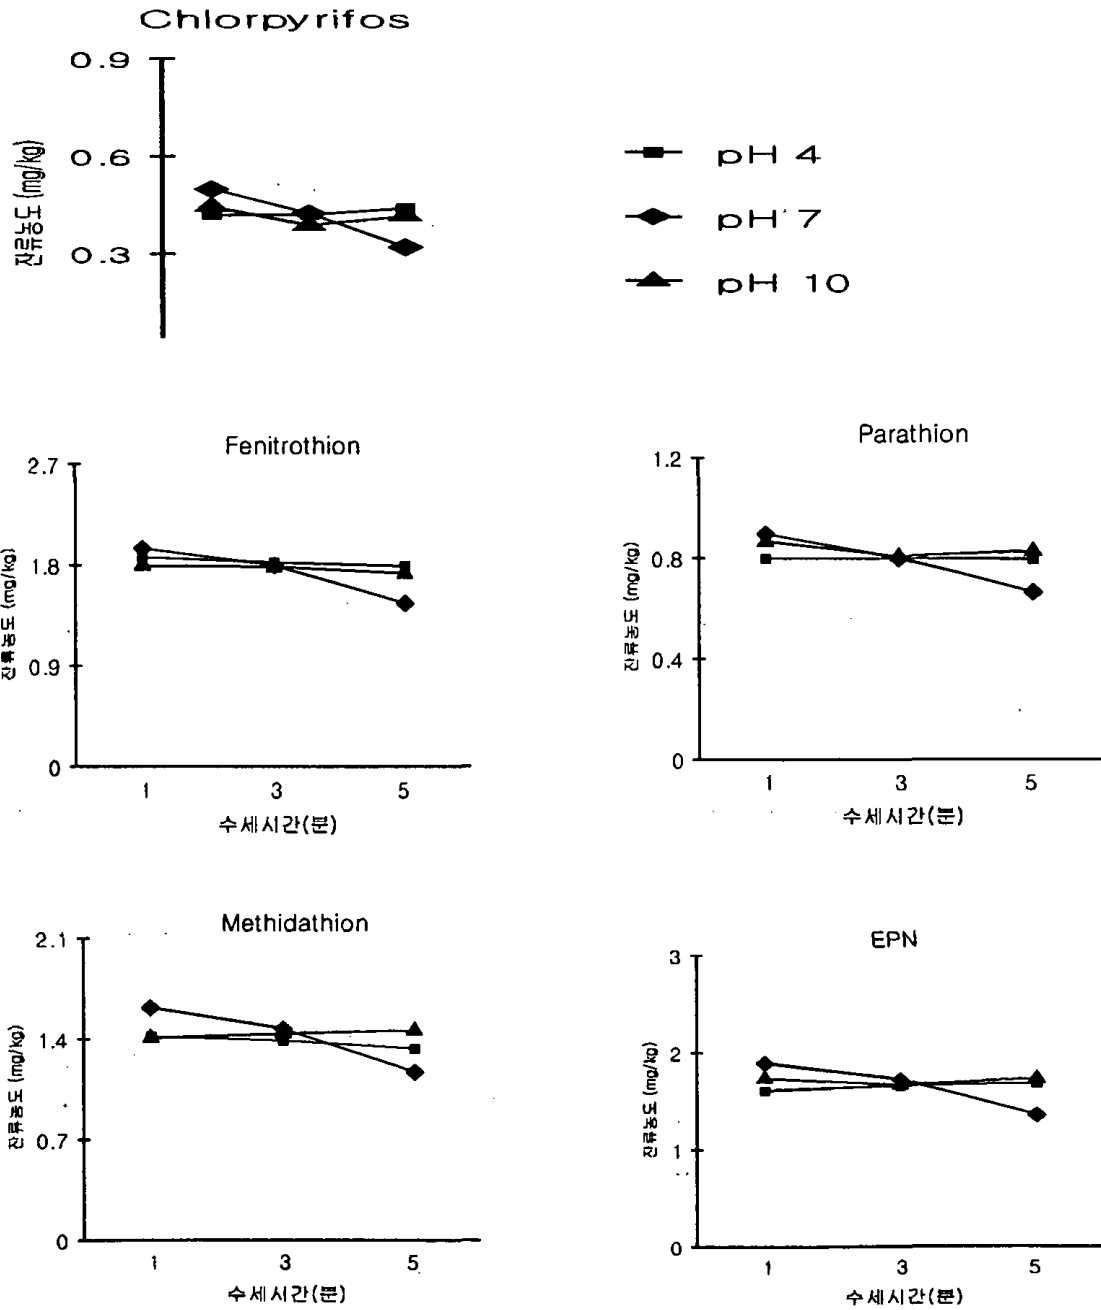 Chlorpyrifos
0.9
0.6
0.3
잔류농도 (mg/kg)
pH 4
pH 7
pH 10
Fenitrothion
2.7
1.8
0.9
0
잔류농도 (mg/kg)
1 3 5
수세시간(분)
Parathion
1.2
0.8
0.4
0
잔류농도 (mg/kg)
1 3 5
수세시간(분)
Methidathion
2.1
1.4
0.7
0
잔류농도 (mg/kg)
1 3 5
수세시간(분)
EPN
3
2
1
0
잔류농도 (mg/kg)
1 3 5
수세시간(분)